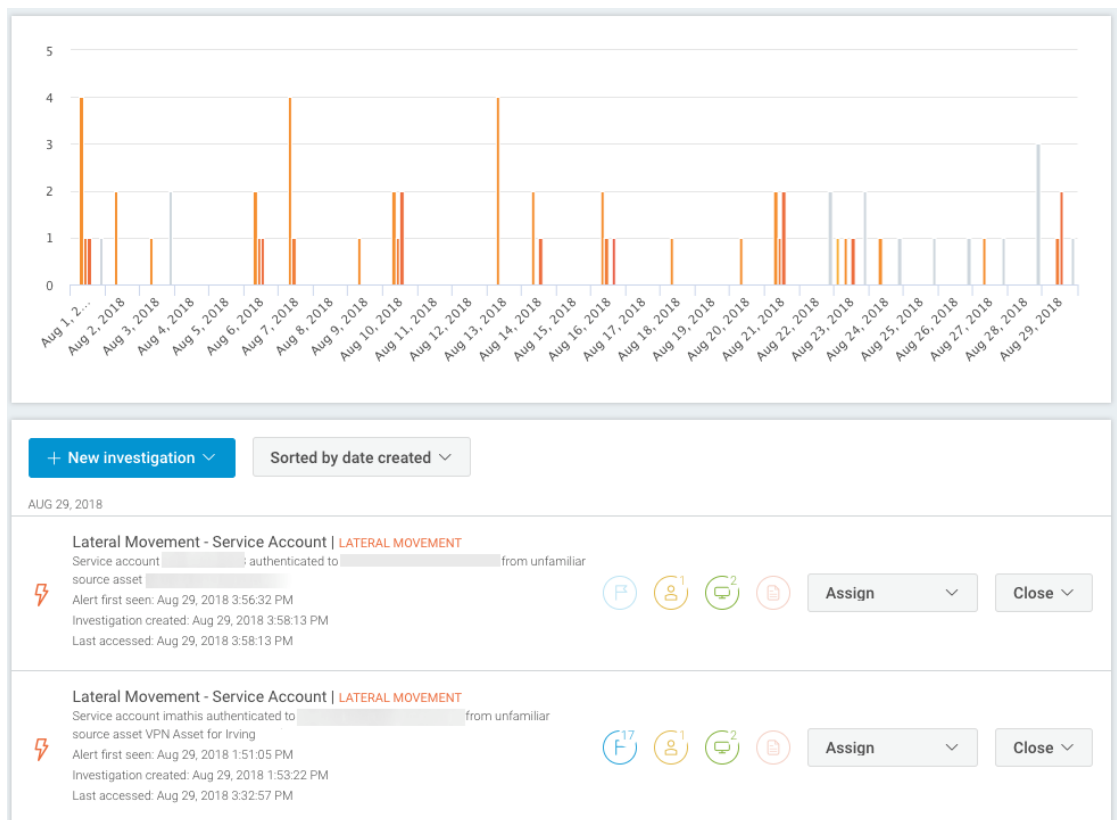 5
4
3
2
1
0
Aug 1, 2...
Aug 2, 2018
Aug 3, 2018
Aug 4, 2018
Aug 5, 2018
Aug 6, 2018
Aug 7, 2018
Aug 8, 2018
Aug 9, 2018
Aug 10, 2018
Aug 11, 2018
Aug 12, 2018
Aug 13, 2018
Aug 14, 2018
Aug 15, 2018
Aug 16, 2018
Aug 17, 2018
Aug 18, 2018
Aug 19, 2018
Aug 20, 2018
Aug 21, 2018
Aug 22, 2018
Aug 23, 2018
Aug 24, 2018
Aug 25, 2018
Aug 26, 2018
Aug 27, 2018
Aug 28, 2018
Aug 29, 2018
+ New investigation
Sorted by date created
AUG 29, 2018
Lateral Movement - Service Account | LATERAL MOVEMENT
Service account authenticated to from unfamiliar
source asset
Alert first seen: Aug 29, 2018 3:56:32 PM
Investigation created: Aug 29, 2018 3:58:13 PM
Last accessed: Aug 29, 2018 3:58:13 PM
1
2
Assign
Close
Lateral Movement - Service Account | LATERAL MOVEMENT
Service account imathis authenticated to from unfamiliar
source asset VPN Asset for Irving
Alert first seen: Aug 29, 2018 1:51:05 PM
Investigation created: Aug 29, 2018 1:53:22 PM
Last accessed: Aug 29, 2018 3:32:57 PM
17
1
2
Assign
Close